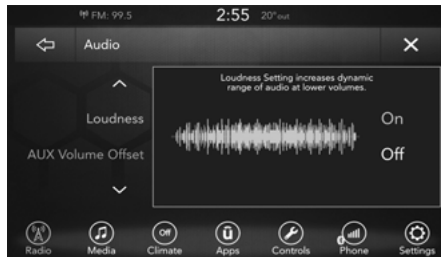 FM: 99.5
2:55
20°out
Audio
Loudness Setting increases dynamic
range of audio at lower volumes.
Loudness
On
AUX Volume Offset
Off
Off
ū
Radio
Media
Climate
Apps
Controls
Phone
Settings